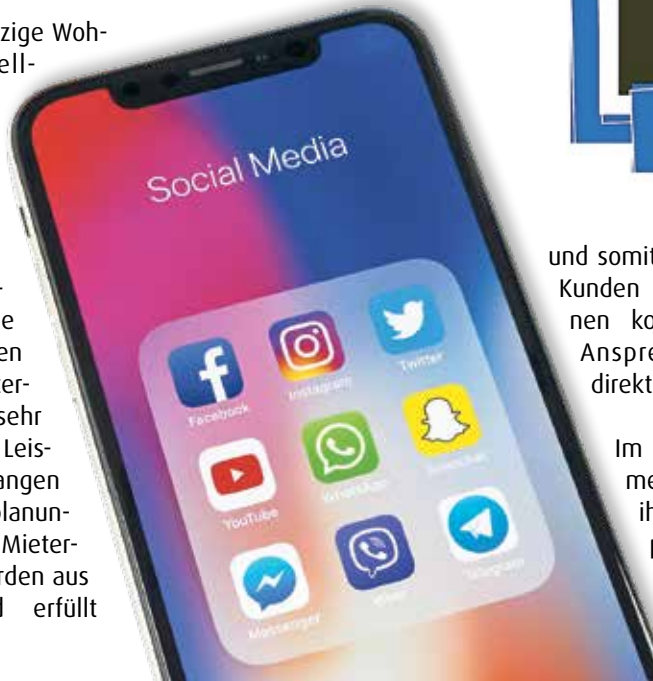 zige Woh-
ell-
-
e
en
ter-
sehr
Leis-
angen
planun-
Mieter-
rden aus
d erfüllt
Social Media
Facebook
Instagram
Twitter
YouTube
WhatsApp
Snapchat
Messenger
Viber
Telegram
und somit
Kunden
nen ko
Anspre
direkt
Im
me
ih